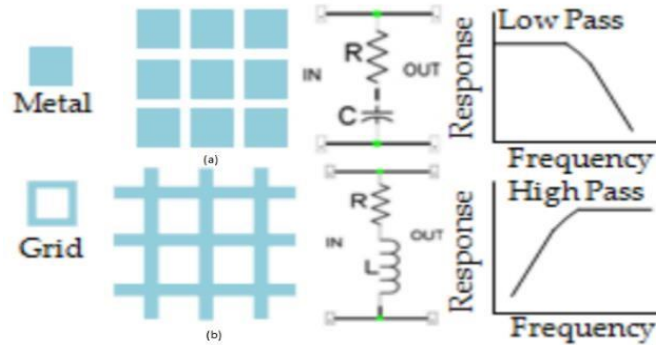 Metal
(a)
IN
R
C
OUT
Response
Low Pass
Frequency
Grid
(b)
IN
R
L
OUT
Response
High Pass
Frequency